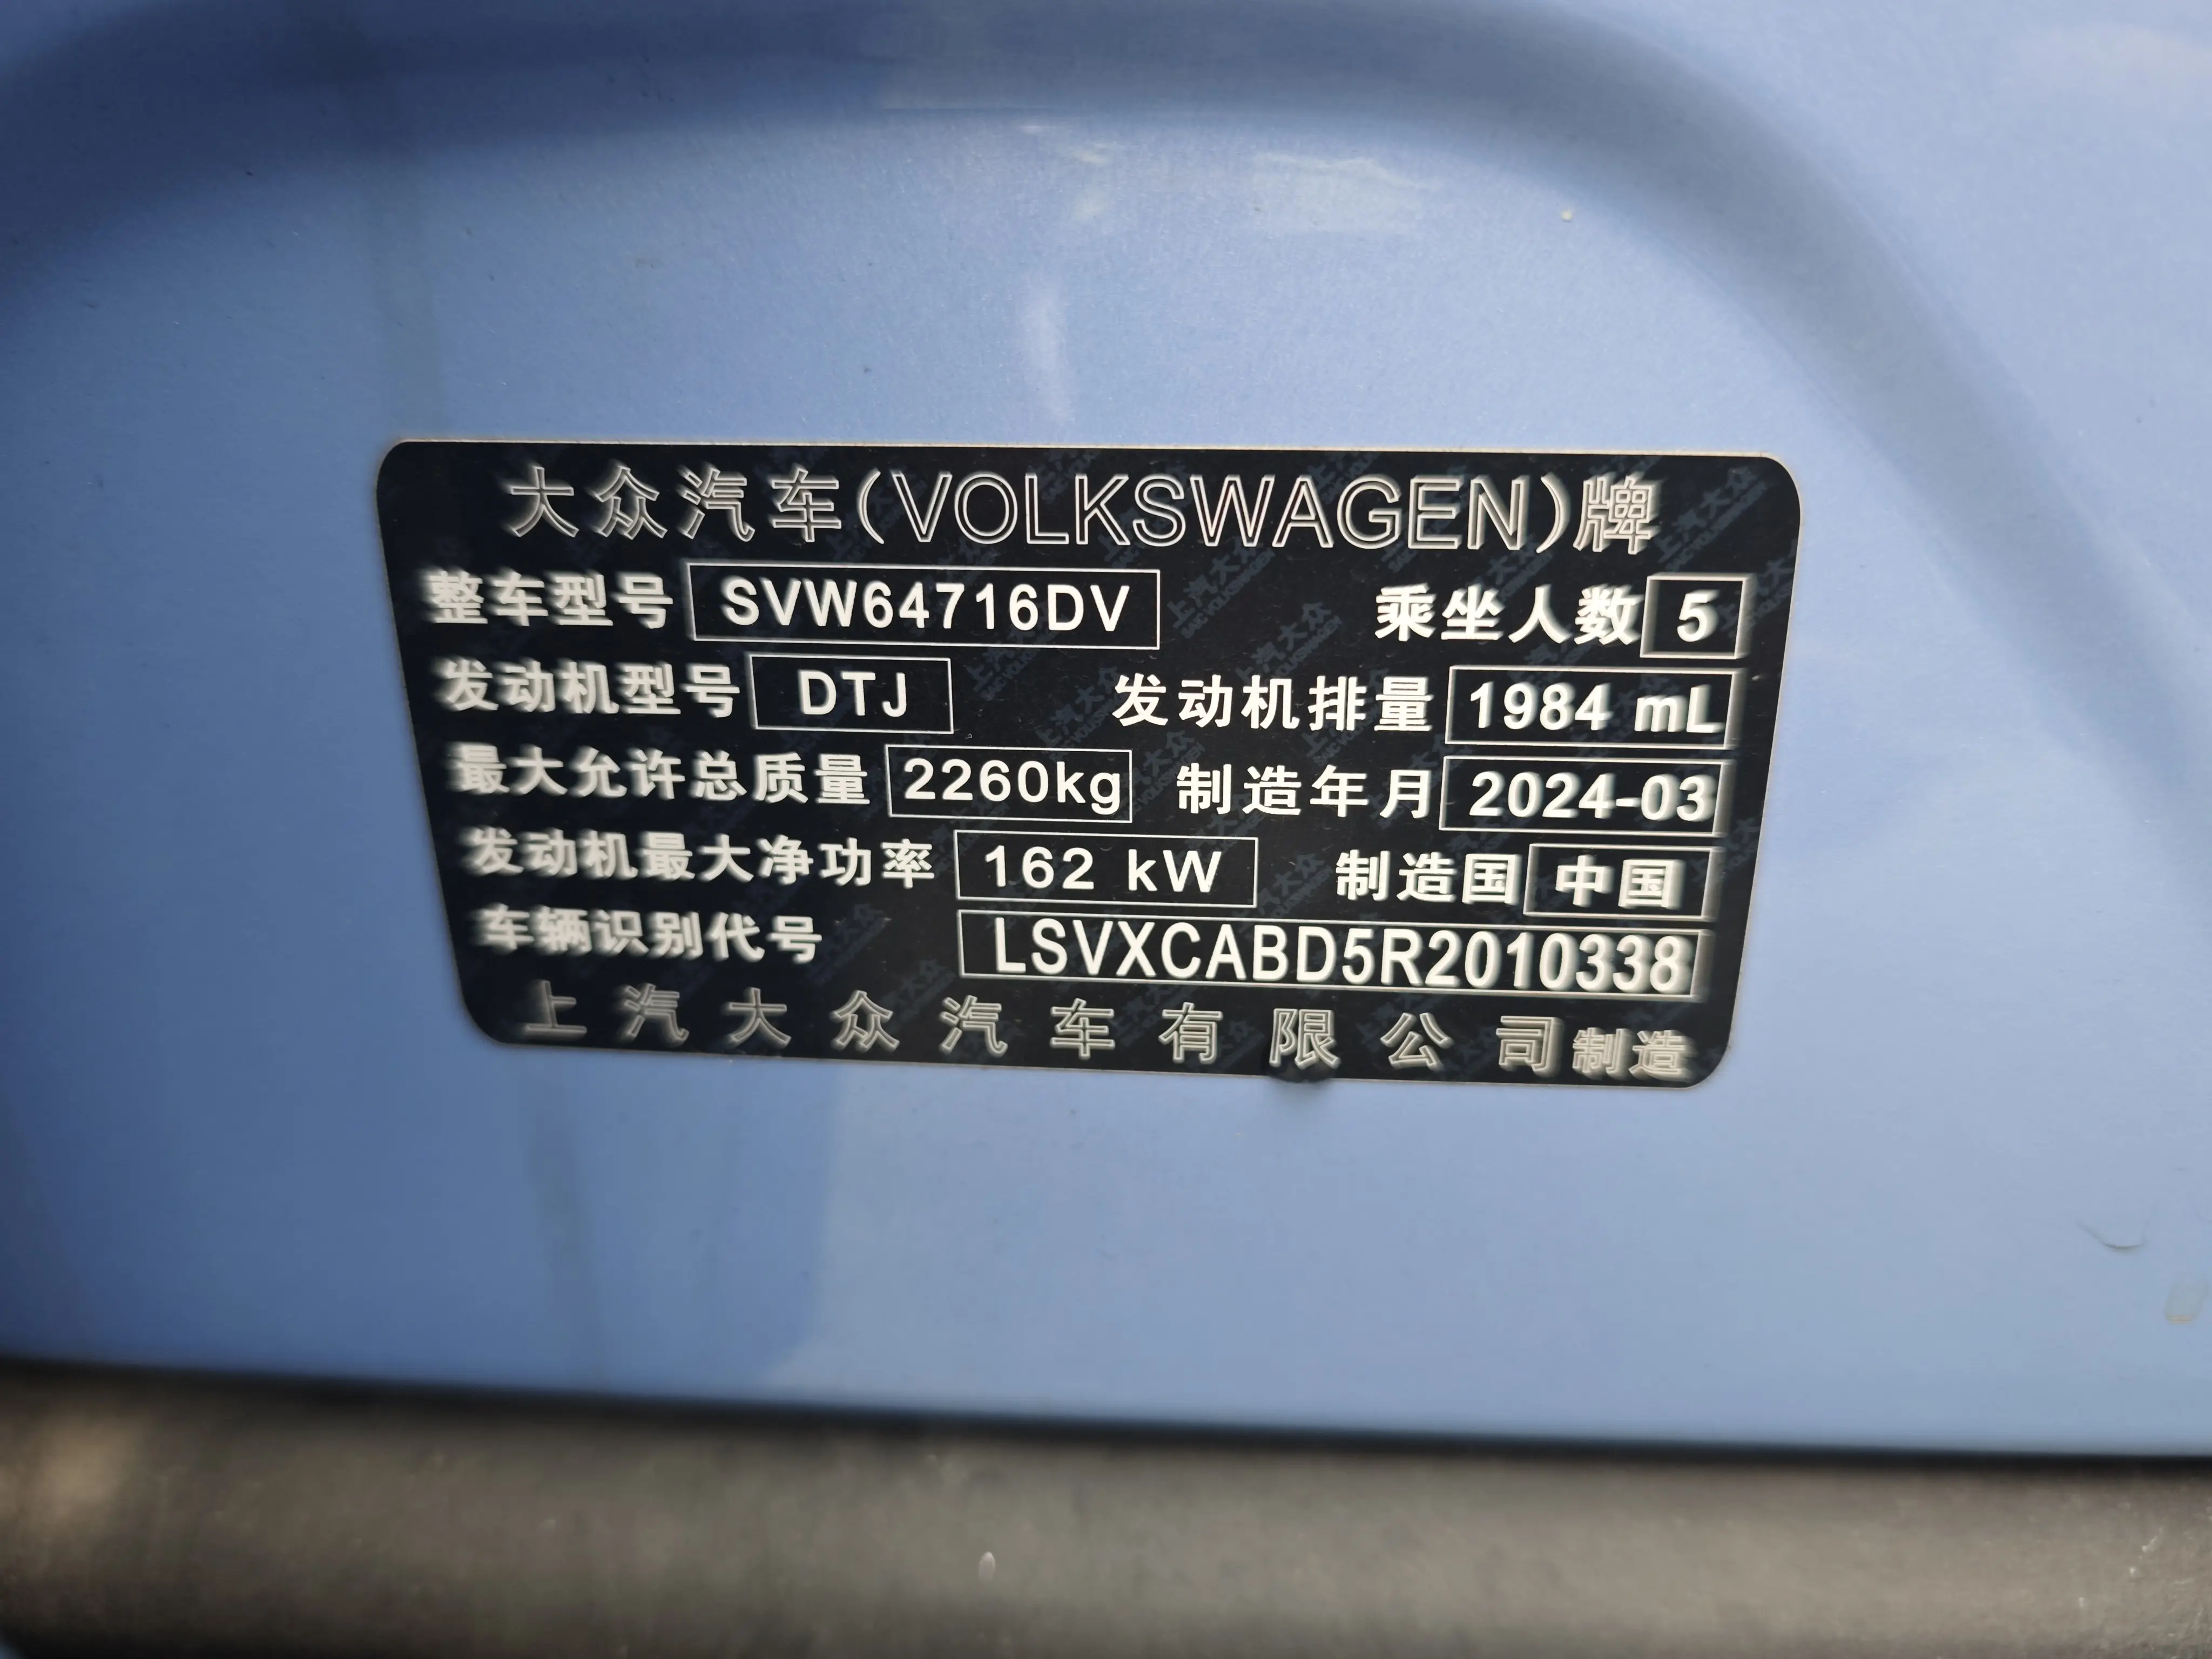 大众汽车(VOLKSWAGEN)牌
整车型号 SVW64716DV 乘坐人数 5
发动机型号 DTJ 发动机排量 1984 mL
最大允许总质量 2260kg 制造年月 2024-03
发动机最大净功率 162 kW 制造国 中国
车辆识别代号 LSVXCABD5R2010338
上汽大众汽车有限公司制造